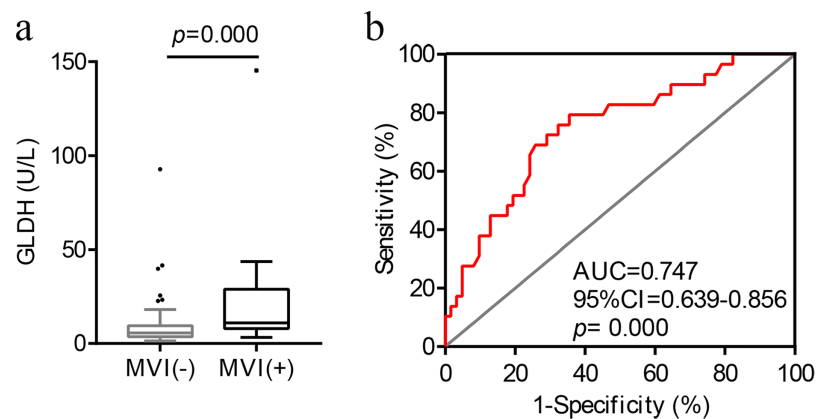 a
p=0.000
GLDH (U/L)
150
100
50
0
MVI(-) MVI(+)
b
Sensitivity (%)
100
80
60
40
20
0
AUC=0.747
95%CI=0.639-0.856
p= 0.000
0 20 40 60 80 100
1-Specificity (%)